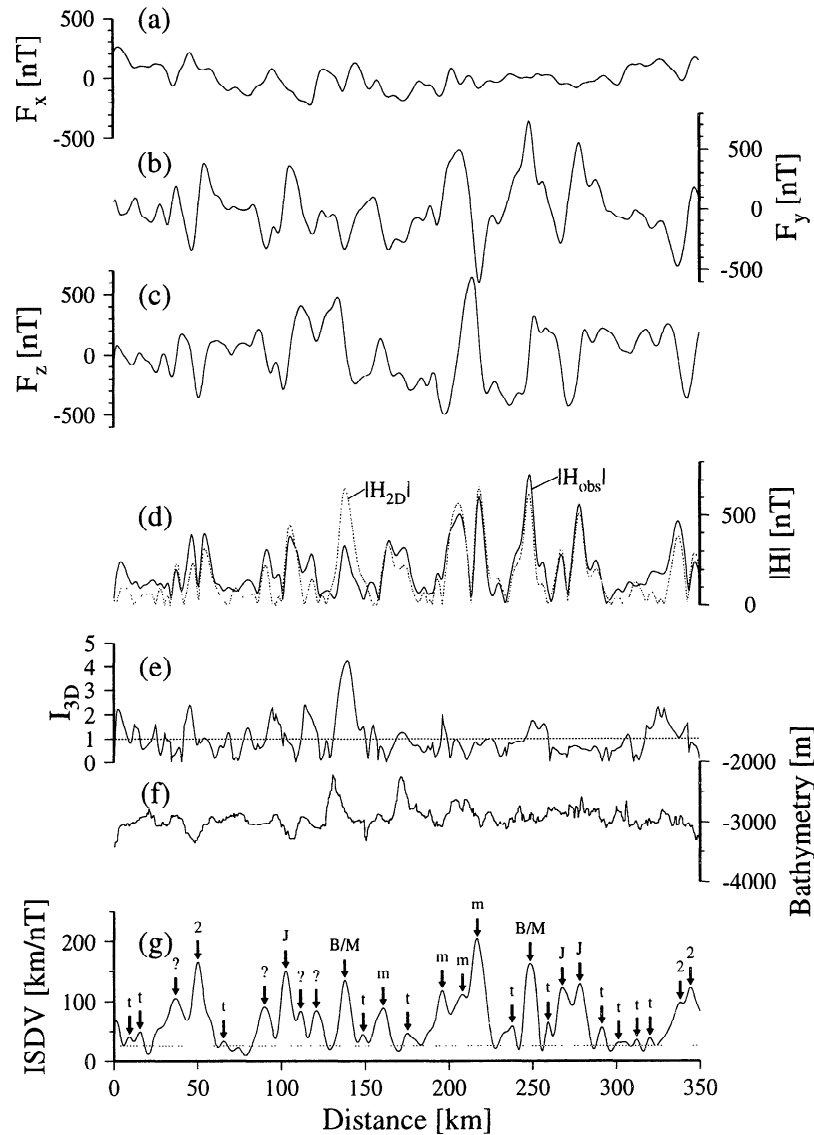 (a)
500
0
-500
F_x [nT]
(b)
500
0
-500
F_y [nT]
(c)
500
0
-500
F_z [nT]
(d)
|H_2D|
|H_obs|
500
0
|H| [nT]
(e)
5
4
3
2
1
0
I_3D
(f)
-2000
-3000
-4000
Bathymetry [m]
(g)
200
100
0
ISDV [km/nT]
t t ? 2 t ? J ? ? B/M t m t m m m t B/M t J J t t t t 2 2
0 50 100 150 200 250 300 350
Distance [km]